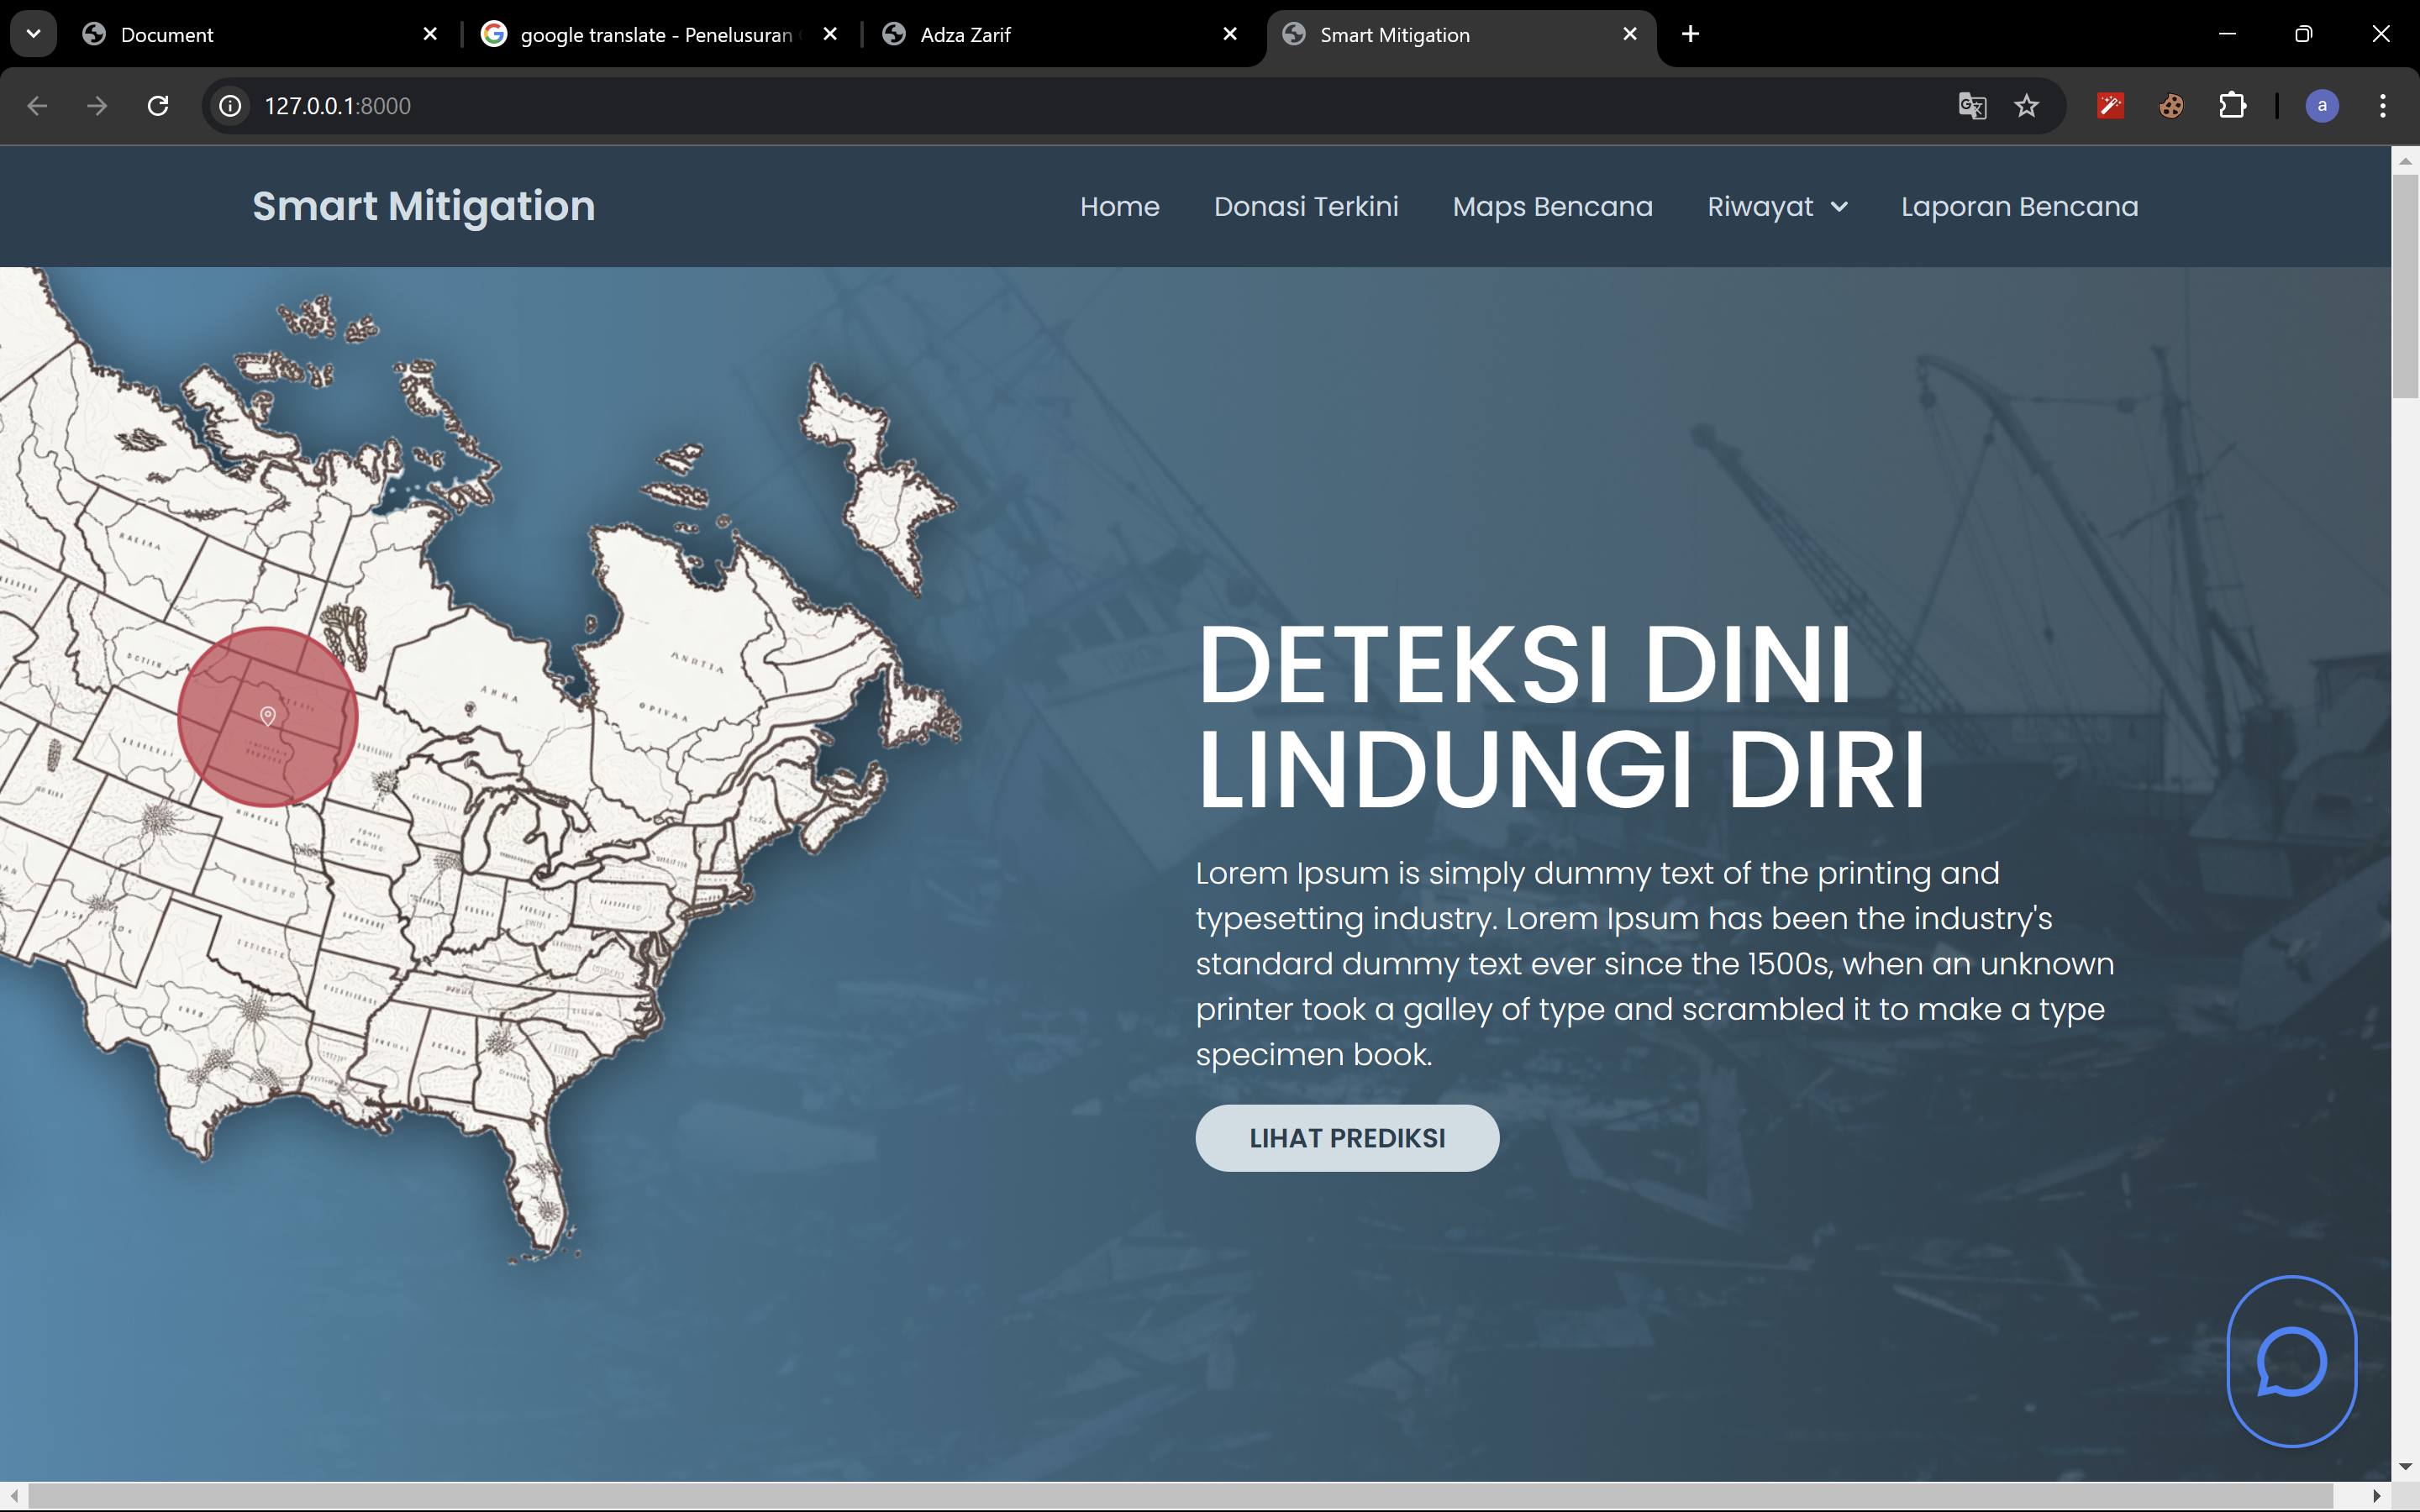 Document
google translate - Penelusuran
Adza Zarif
Smart Mitigation
127.0.0.1:8000
a
Smart Mitigation
Home
Donasi Terkini
Maps Bencana
Riwayat
Laporan Bencana
DETEKSI DINI
LINDUNGI DIRI
Lorem Ipsum is simply dummy text of the printing and
typesetting industry. Lorem Ipsum has been the industry's
standard dummy text ever since the 1500s, when an unknown
printer took a galley of type and scrambled it to make a type
specimen book.
LIHAT PREDIKSI